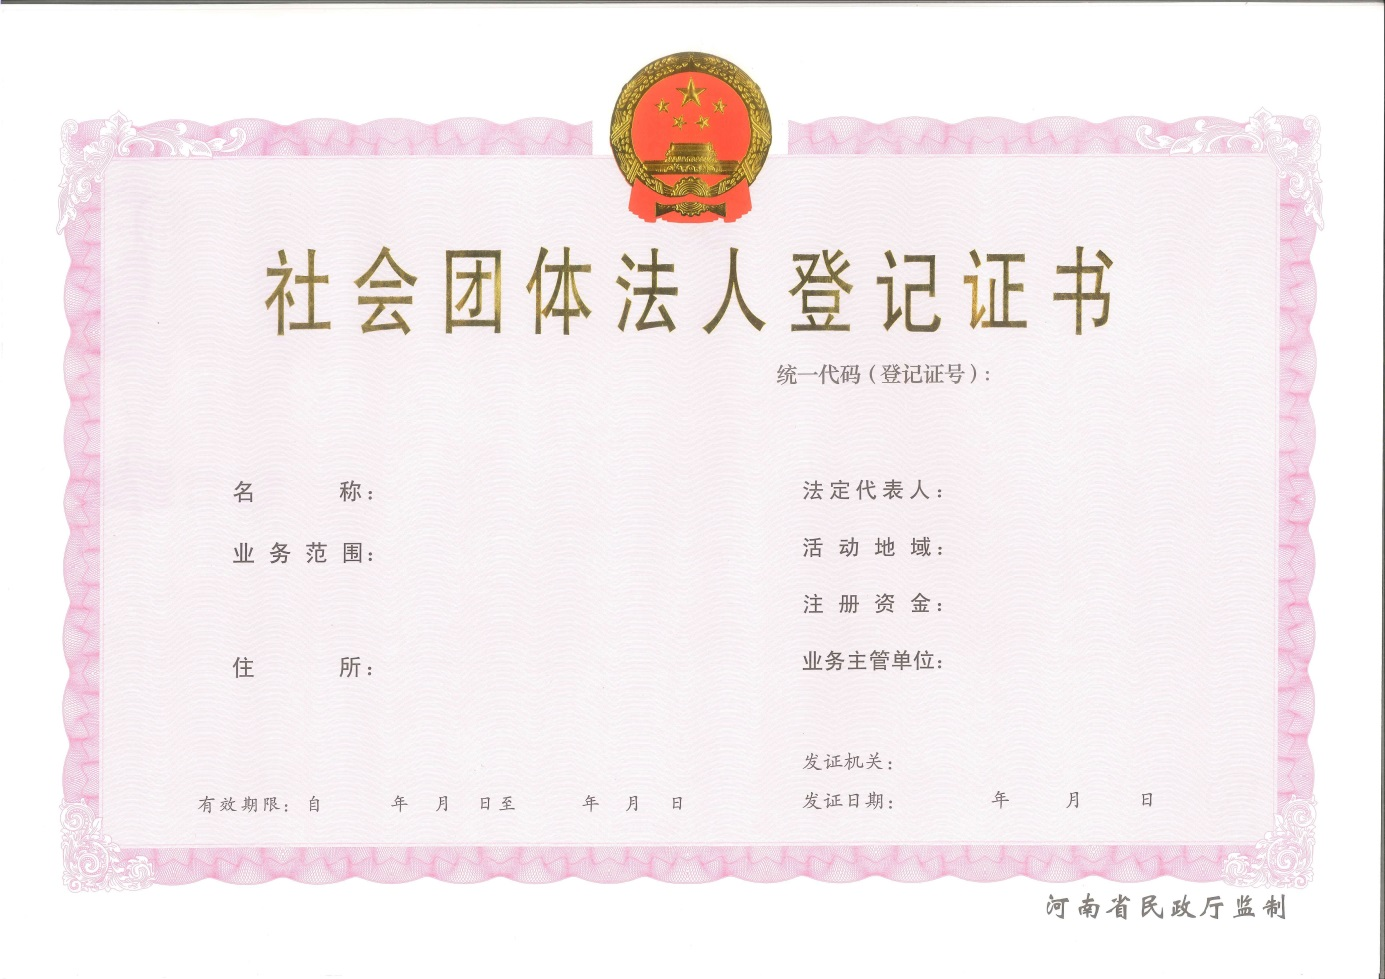 社会团体法人登记证书
统一代码（登记证号）：
名 称：
法定代表人：
业务范围：
活动地域：
注册资金：
住 所：
业务主管单位：
发证机关：
有效期限：自 年 月 日至 年 月 日
发证日期： 年 月 日
河南省民政厅监制